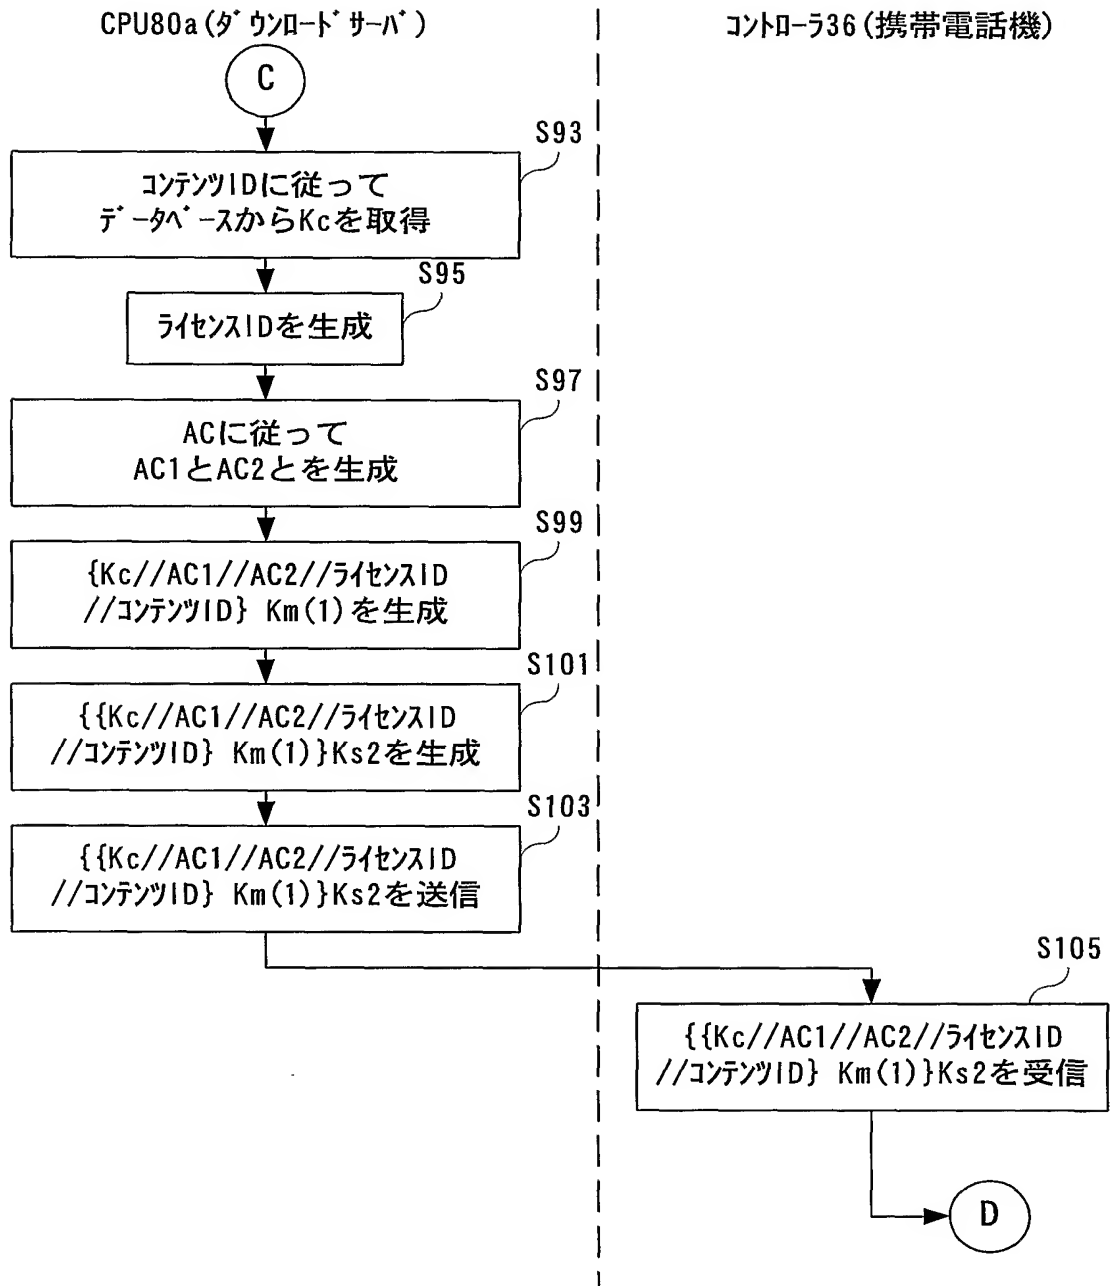 CPU80a(ﾀﾞｳﾝﾛｰﾄﾞｻｰﾊﾞ)
ｺﾝﾄﾛｰﾗ36(携帯電話機)
C
S93
ｺﾝﾃﾝﾂIDに従って
ﾃﾞｰﾀﾍﾞｰｽからKcを取得
S95
ﾗｲｾﾝｽIDを生成
S97
ACに従って
AC1とAC2とを生成
S99
{Kc//AC1//AC2//ﾗｲｾﾝｽID
//ｺﾝﾃﾝﾂID} Km(1)を生成
S101
{{Kc//AC1//AC2//ﾗｲｾﾝｽID
//ｺﾝﾃﾝﾂID} Km(1)}Ks2を生成
S103
{{Kc//AC1//AC2//ﾗｲｾﾝｽID
//ｺﾝﾃﾝﾂID} Km(1)}Ks2を送信
S105
{{Kc//AC1//AC2//ﾗｲｾﾝｽID
//ｺﾝﾃﾝﾂID} Km(1)}Ks2を受信
D